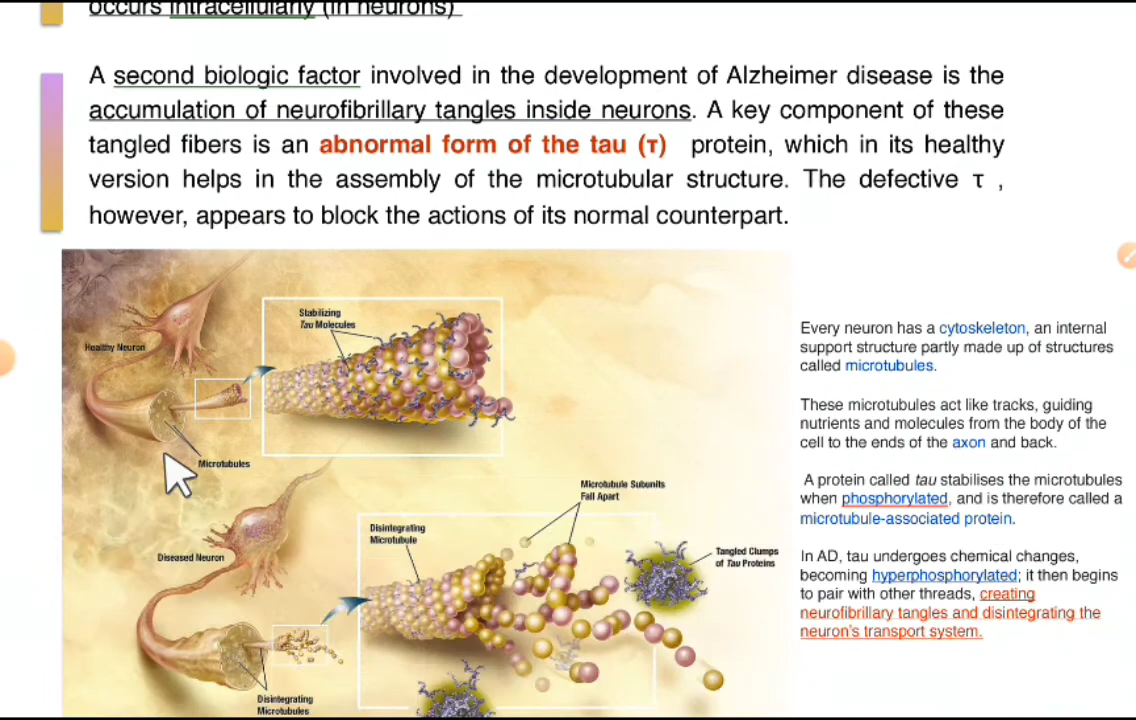 occurs intracellularly (in neurons)
A second biologic factor involved in the development of Alzheimer disease is the
accumulation of neurofibrillary tangles inside neurons. A key component of these
tangled fibers is an abnormal form of the tau (τ) protein, which in its healthy
version helps in the assembly of the microtubular structure. The defective τ ,
however, appears to block the actions of its normal counterpart.
Stabilizing
Tau Molecules
Healthy Neuron
Microtubules
Every neuron has a cytoskeleton, an internal
support structure partly made up of structures
called microtubules.
These microtubules act like tracks, guiding
nutrients and molecules from the body of the
cell to the ends of the axon and back.
A protein called tau stabilises the microtubules
when phosphorylated, and is therefore called a
microtubule-associated protein.
In AD, tau undergoes chemical changes,
becoming hyperphosphorylated; it then begins
to pair with other threads, creating
neurofibrillary tangles and disintegrating the
neuron's transport system.
Microtubule Subunits
Fall Apart
Disintegrating
Microtubule
Diseased Neuron
Tangled Clumps
of Tau Proteins
Disintegrating
Microtubules